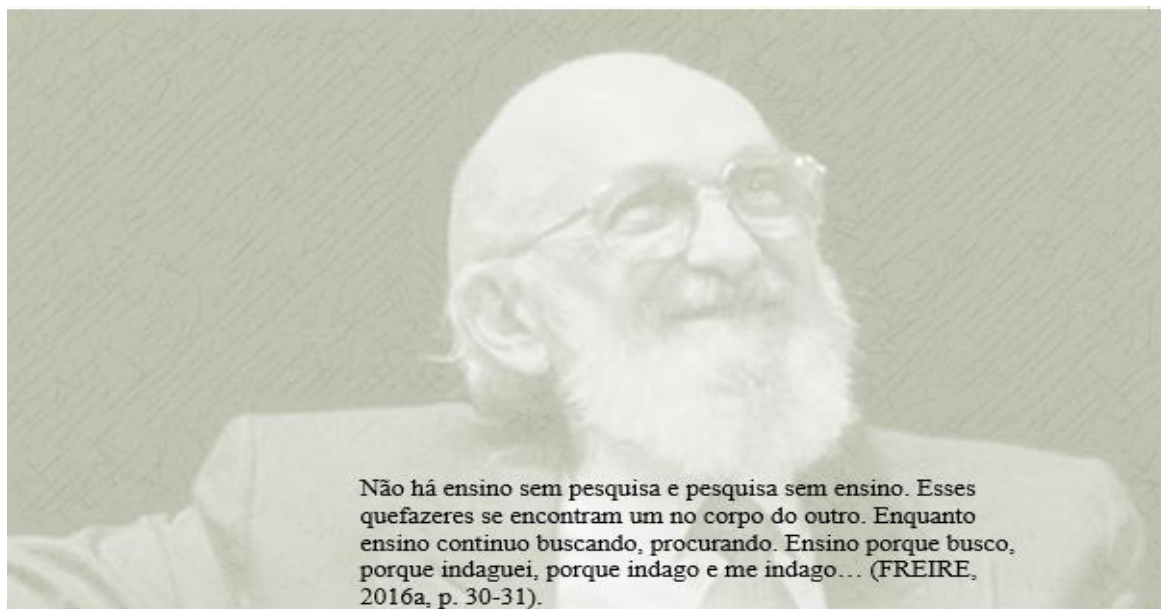 Não há ensino sem pesquisa e pesquisa sem ensino. Esses
quefazeres se encontram um no corpo do outro. Enquanto
ensino continuo buscando, procurando. Ensino porque busco,
porque indaguei, porque indago e me indago… (FREIRE,
2016a, p. 30-31).